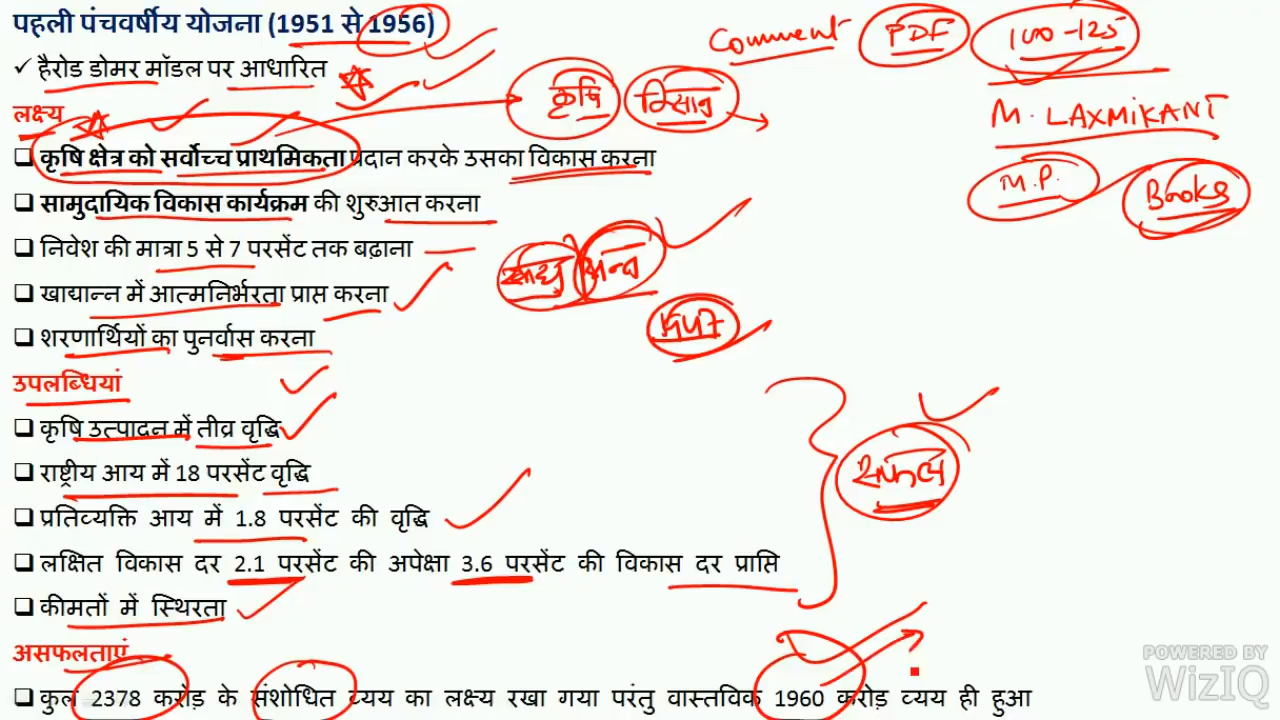 पहली पंचवर्षीय योजना (1951 से 1956)
Comment PDF 100-125
✓ हैरोड डोमर मॉडल पर आधारित
कृषि किसान
M. LAXMIKANT
लक्ष्य
❑ कृषि क्षेत्र को सर्वोच्च प्राथमिकता प्रदान करके उसका विकास करना
M.P. Books
❑ सामुदायिक विकास कार्यक्रम की शुरुआत करना
❑ निवेश की मात्रा 5 से 7 परसेंट तक बढ़ाना
खाद्य अन्न
❑ खाद्यान्न में आत्मनिर्भरता प्राप्त करना
❑ शरणार्थियों का पुनर्वास करना
1947
उपलब्धियां
❑ कृषि उत्पादन में तीव्र वृद्धि
❑ राष्ट्रीय आय में 18 परसेंट वृद्धि
सफल
❑ प्रतिव्यक्ति आय में 1.8 परसेंट की वृद्धि
❑ लक्षित विकास दर 2.1 परसेंट की अपेक्षा 3.6 परसेंट की विकास दर प्राप्ति
❑ कीमतों में स्थिरता
असफलताएं
❑ कुल 2378 करोड़ के संशोधित व्यय का लक्ष्य रखा गया परंतु वास्तविक 1960 करोड़ व्यय ही हुआ
POWERED BY
WizIQ